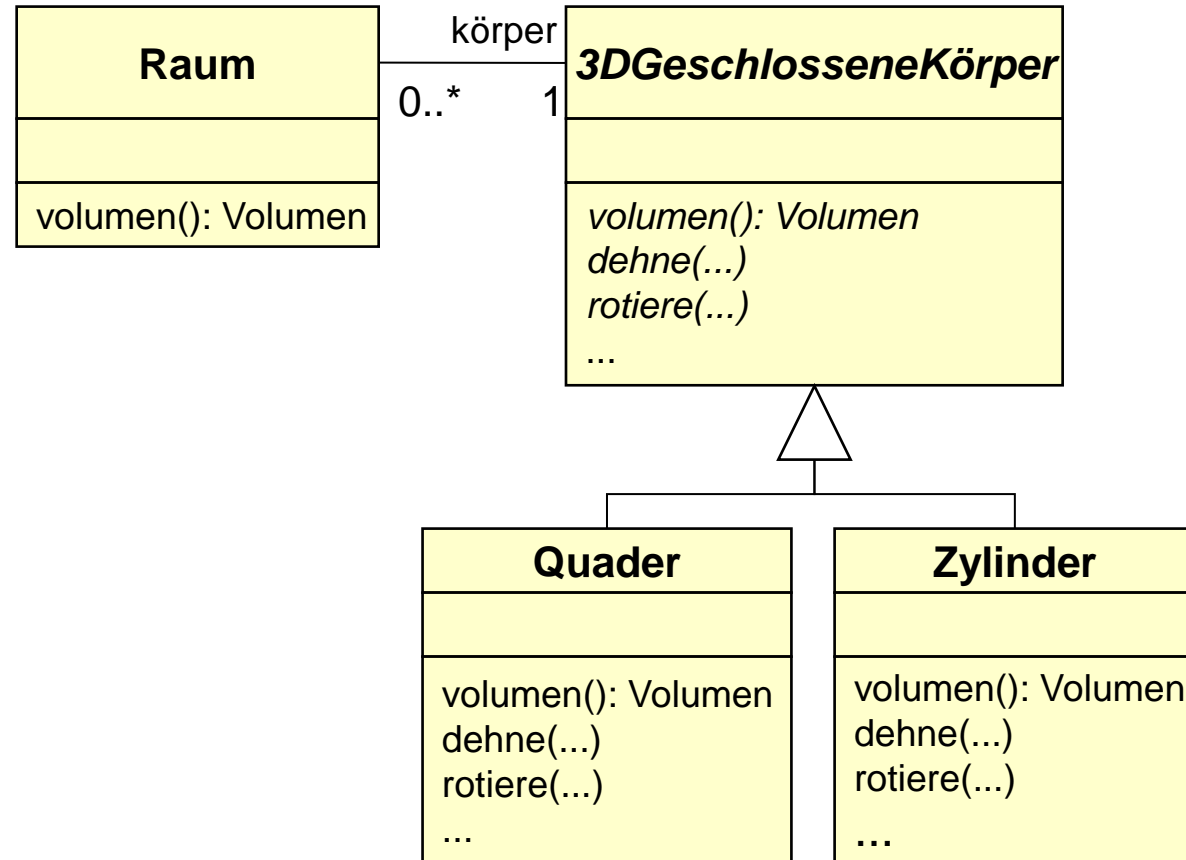 Raum
volumen(): Volumen
körper
0..* 1
3DGeschlosseneKörper
volumen(): Volumen
dehne(...)
rotiere(...)
...
Quader
volumen(): Volumen
dehne(...)
rotiere(...)
...
Zylinder
volumen(): Volumen
dehne(...)
rotiere(...)
...